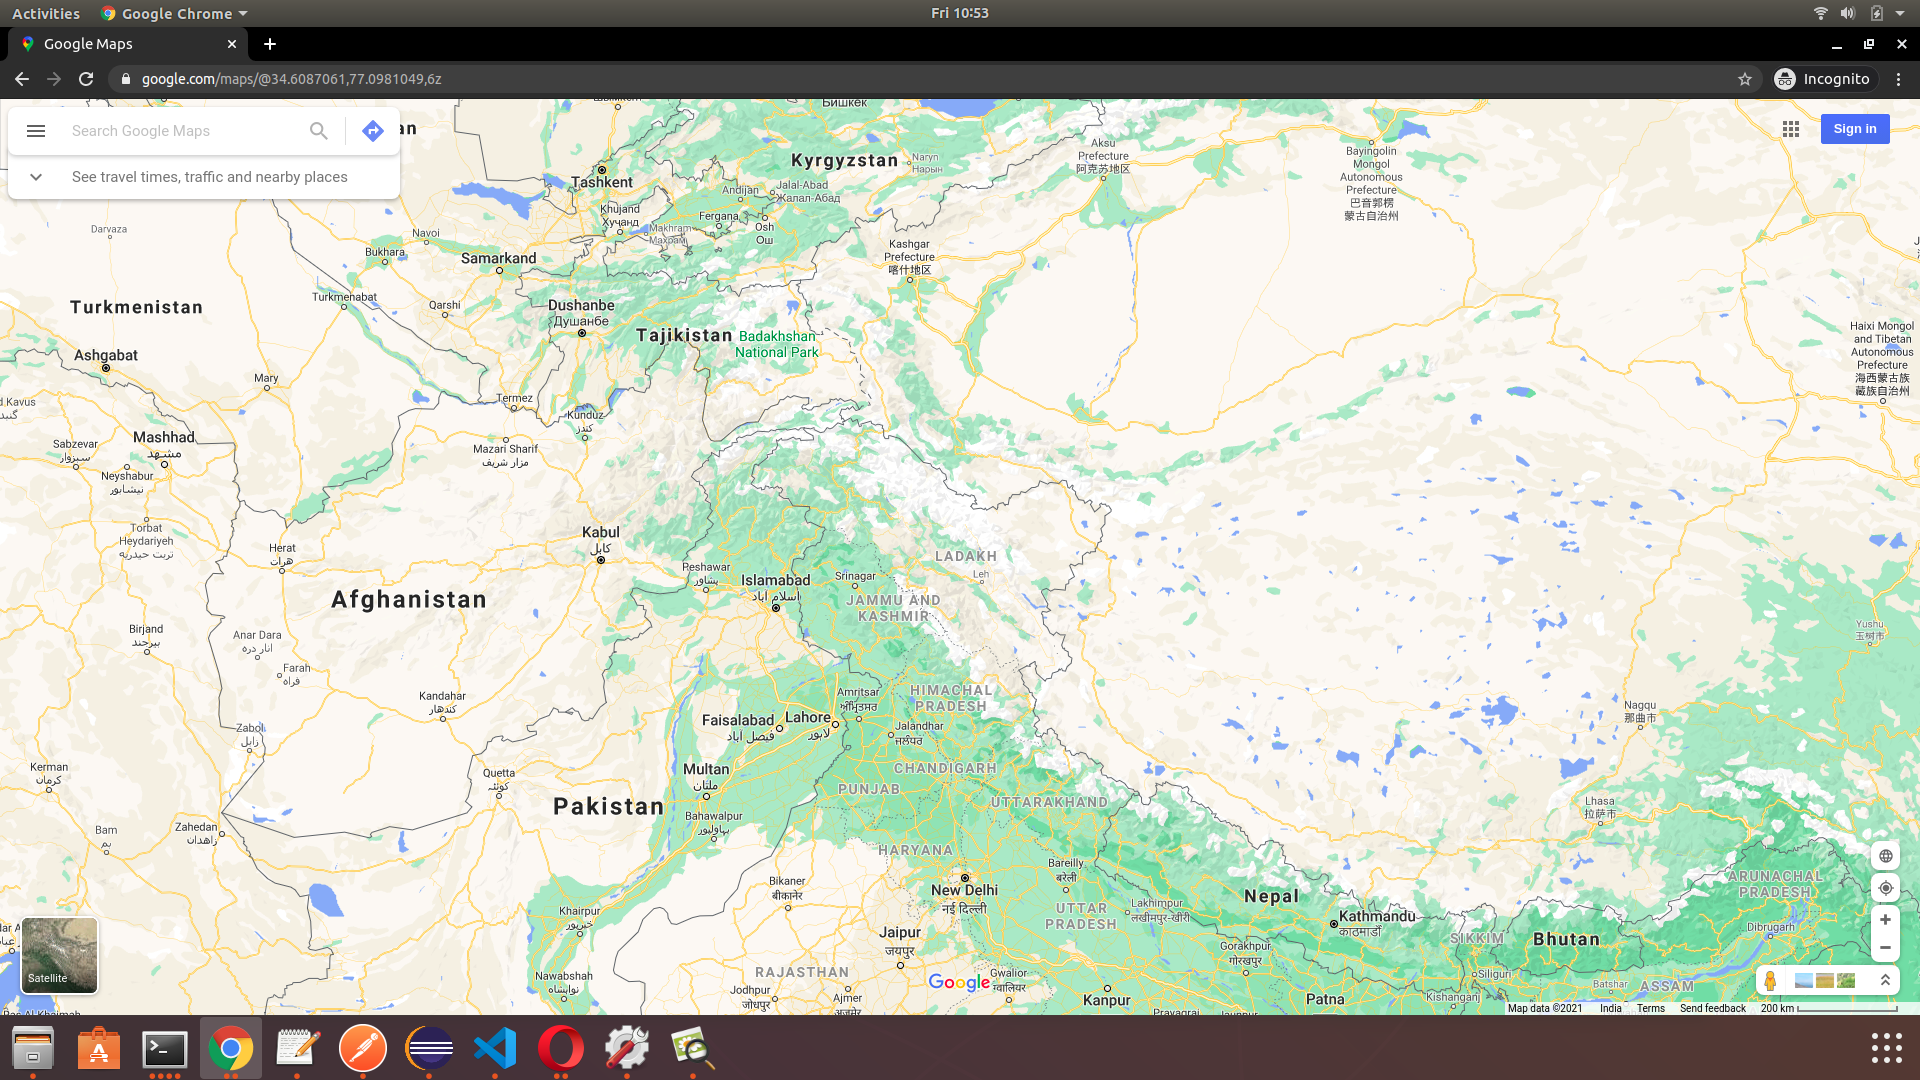 Activities
Google Chrome
Fri 10:53
Google Maps
google.com/maps/@34.6087061,77.0981049,6z
Incognito
Search Google Maps
See travel times, traffic and nearby places
Sign in
Бишкек
Kyrgyzstan
Naryn
Нарын
Aksu
Prefecture
阿克苏地区
Bayingolin
Mongol
Autonomous
Prefecture
巴音郭楞
蒙古自治州
Tashkent
Andijan
Jalal-Abad
Жалал-Абад
Khujand
Хучанд
Fergana
Makhram
Махрам
Osh
Ош
Darvaza
Navoi
Bukhara
Samarkand
Kashgar
Prefecture
喀什地区
Turkmenistan
Turkmenabat
Qarshi
Dushanbe
Душанбе
Tajikistan
Badakhshan
National Park
Haixi Mongol
and Tibetan
Autonomous
Prefecture
海西蒙古族
藏族自治州
Ashgabat
Mary
Termez
Kunduz
کندز
Sabzevar
سبزوار
Mashhad
مشهد
Mazari Sharif
مزار شریف
Neyshabur
نیشابور
Torbat
Heydariyeh
تربت حیدریه
Herat
هرات
Kabul
کابل
Peshawar
پشاور
Islamabad
اسلام آباد
Srinagar
LADAKH
Leh
JAMMU AND
KASHMIR
Afghanistan
Birjand
بیرجند
Anar Dara
انار دره
Farah
فراه
Yushu
玉树市
Kandahar
کندهار
Amritsar
ਅੰਮ੍ਰਿਤਸਰ
HIMACHAL
PRADESH
Faisalabad
فیصل آباد
Lahore
لاہور
Jalandhar
ਜਲੰਧਰ
Nagqu
那曲市
Zabol
زابل
Kerman
کرمان
Quetta
کوئٹہ
Multan
ملتان
CHANDIGARH
PUNJAB
UTTARAKHAND
Pakistan
Bahawalpur
بہاولپور
Lhasa
拉萨市
Bam
بم
Zahedan
زاهدان
HARYANA
Bareilly
बरेली
Bikaner
बीकानेर
New Delhi
नई दिल्ली
Nepal
ARUNACHAL
PRADESH
Khairpur
خیرپور
UTTAR
PRADESH
Lakhimpur
लखीमपुर-खीरी
Kathmandu
काठमाडौं
Jaipur
जयपुर
Gorakhpur
गोरखपुर
SIKKIM
Bhutan
Dibrugarh
Satellite
Nawabshah
نوابشاہ
RAJASTHAN
Google
Gwalior
ग्वालियर
Siliguri
Batshar
ASSAM
Jodhpur
जोधपुर
Ajmer
अजमेर
Kanpur
Patna
Kishanganj
Prayagraj
Map data ©2021
India
Terms
Send feedback
200 km